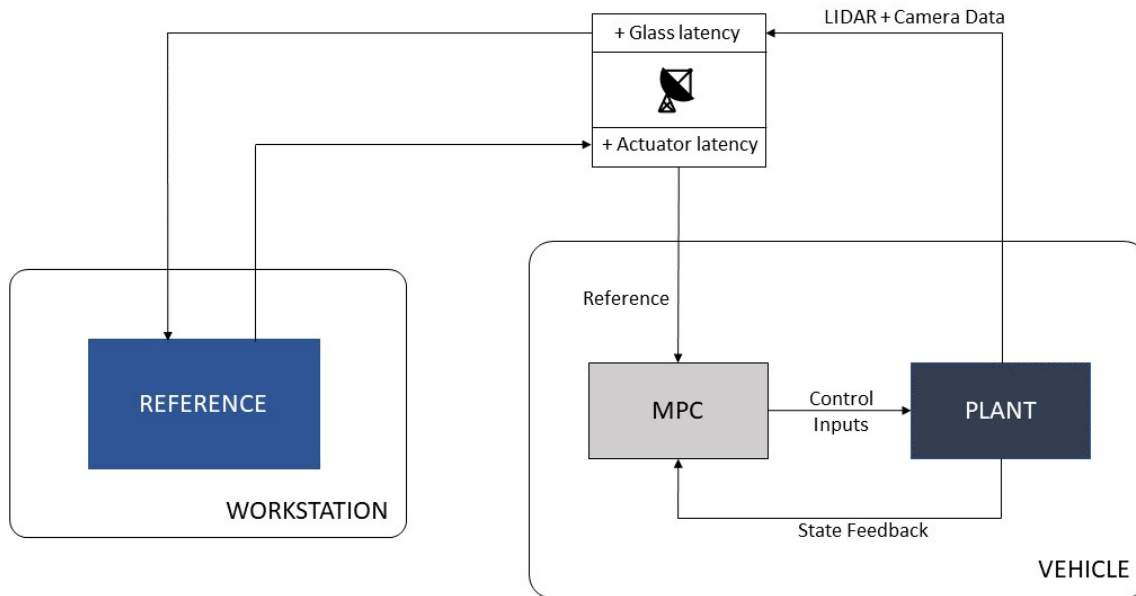 LIDAR + Camera Data
+ Glass latency
+ Actuator latency
Reference
REFERENCE
MPC
Control
Inputs
PLANT
WORKSTATION
State Feedback
VEHICLE